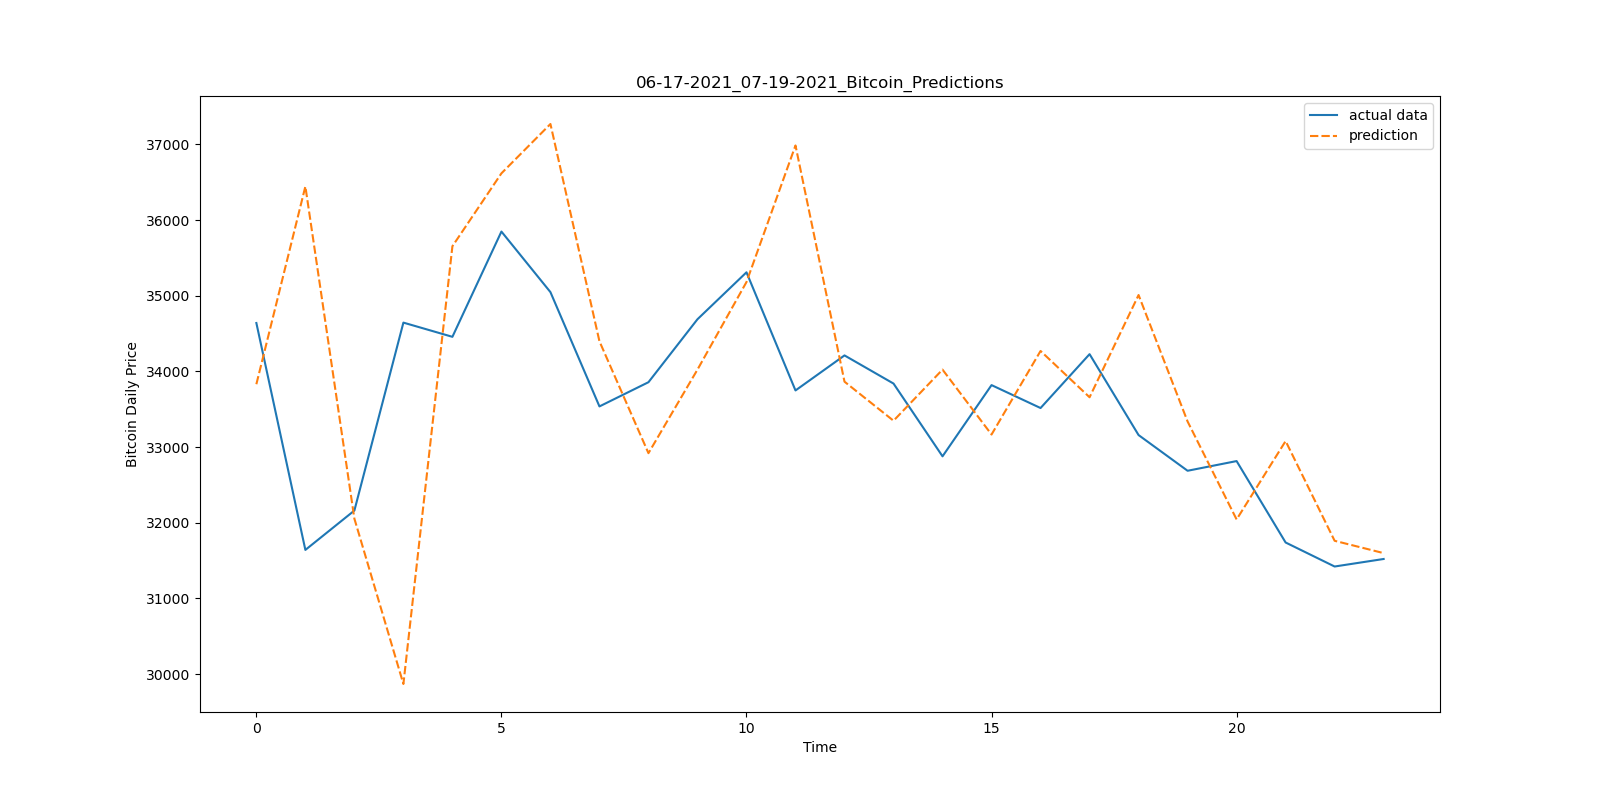 06-17-2021_07-19-2021_Bitcoin_Predictions
actual data
prediction
37000
36000
35000
34000
33000
32000
31000
30000
Bitcoin Daily Price
0 5 10 15 20
Time